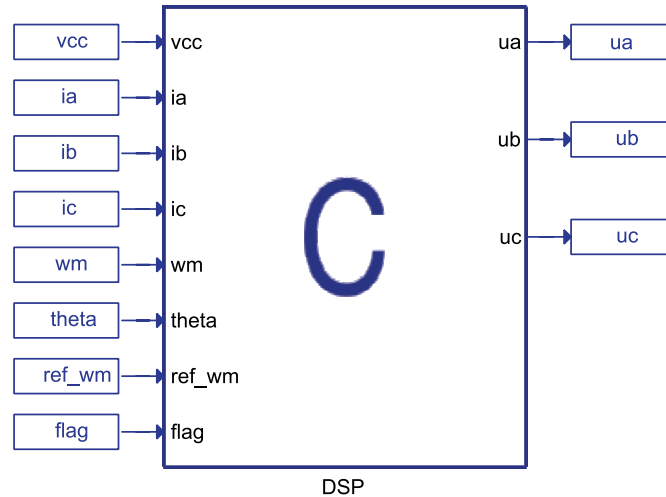 vcc vcc ua ua
ia ia
ib ib ub ub
ic ic
uc uc
wm wm
C
theta theta
ref_wm ref_wm
flag flag
DSP